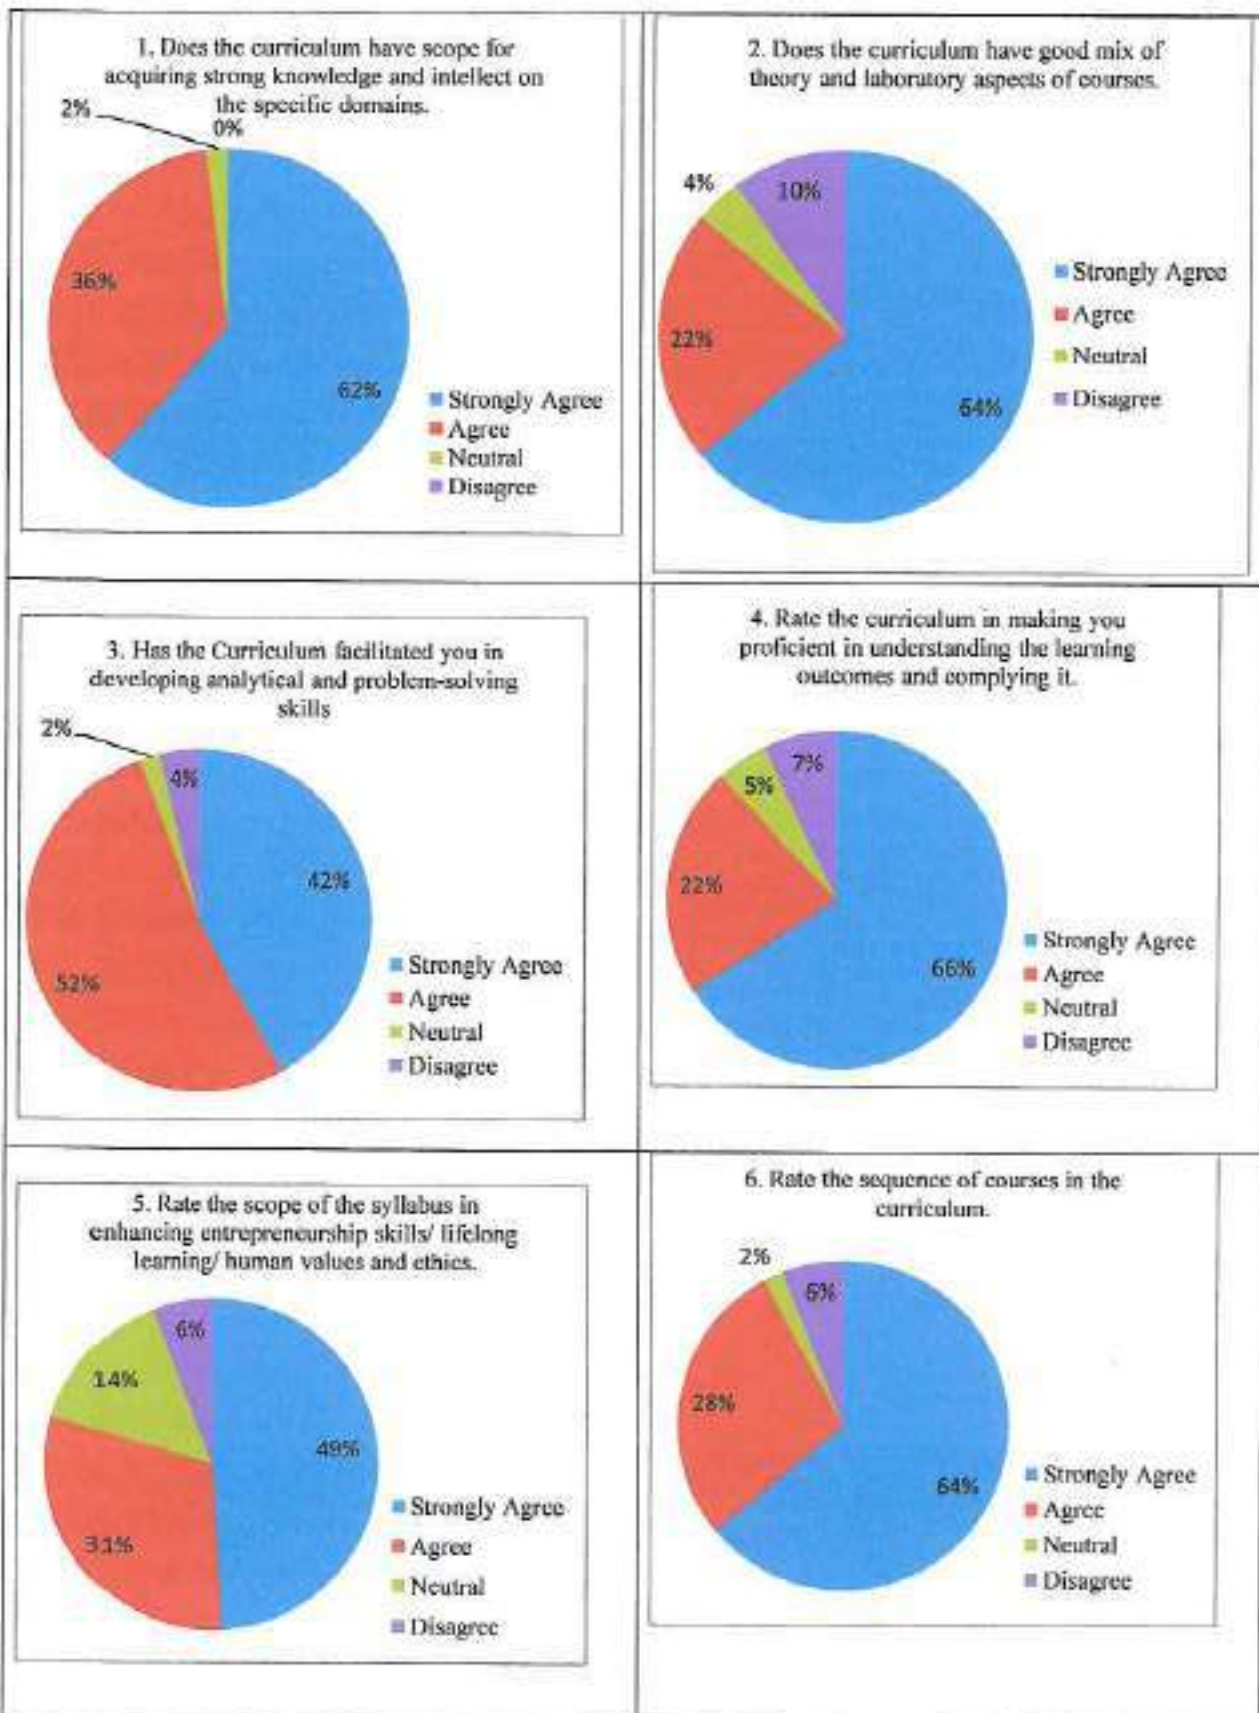 1. Does the curriculum have scope for
acquiring strong knowledge and intellect on
the specific domains.
2%
0%
36%
62%
Strongly Agree
Agree
Neutral
Disagree
2. Does the curriculum have good mix of
theory and laboratory aspects of courses.
4%
10%
22%
64%
Strongly Agree
Agree
Neutral
Disagree
3. Has the Curriculum facilitated you in
developing analytical and problem-solving
skills
2%
4%
42%
52%
Strongly Agree
Agree
Neutral
Disagree
4. Rate the curriculum in making you
proficient in understanding the learning
outcomes and complying it.
7%
5%
22%
66%
Strongly Agree
Agree
Neutral
Disagree
5. Rate the scope of the syllabus in
enhancing entrepreneurship skills/ lifelong
learning/ human values and ethics.
6%
14%
49%
31%
Strongly Agree
Agree
Neutral
Disagree
6. Rate the sequence of courses in the
curriculum.
2%
6%
28%
64%
Strongly Agree
Agree
Neutral
Disagree